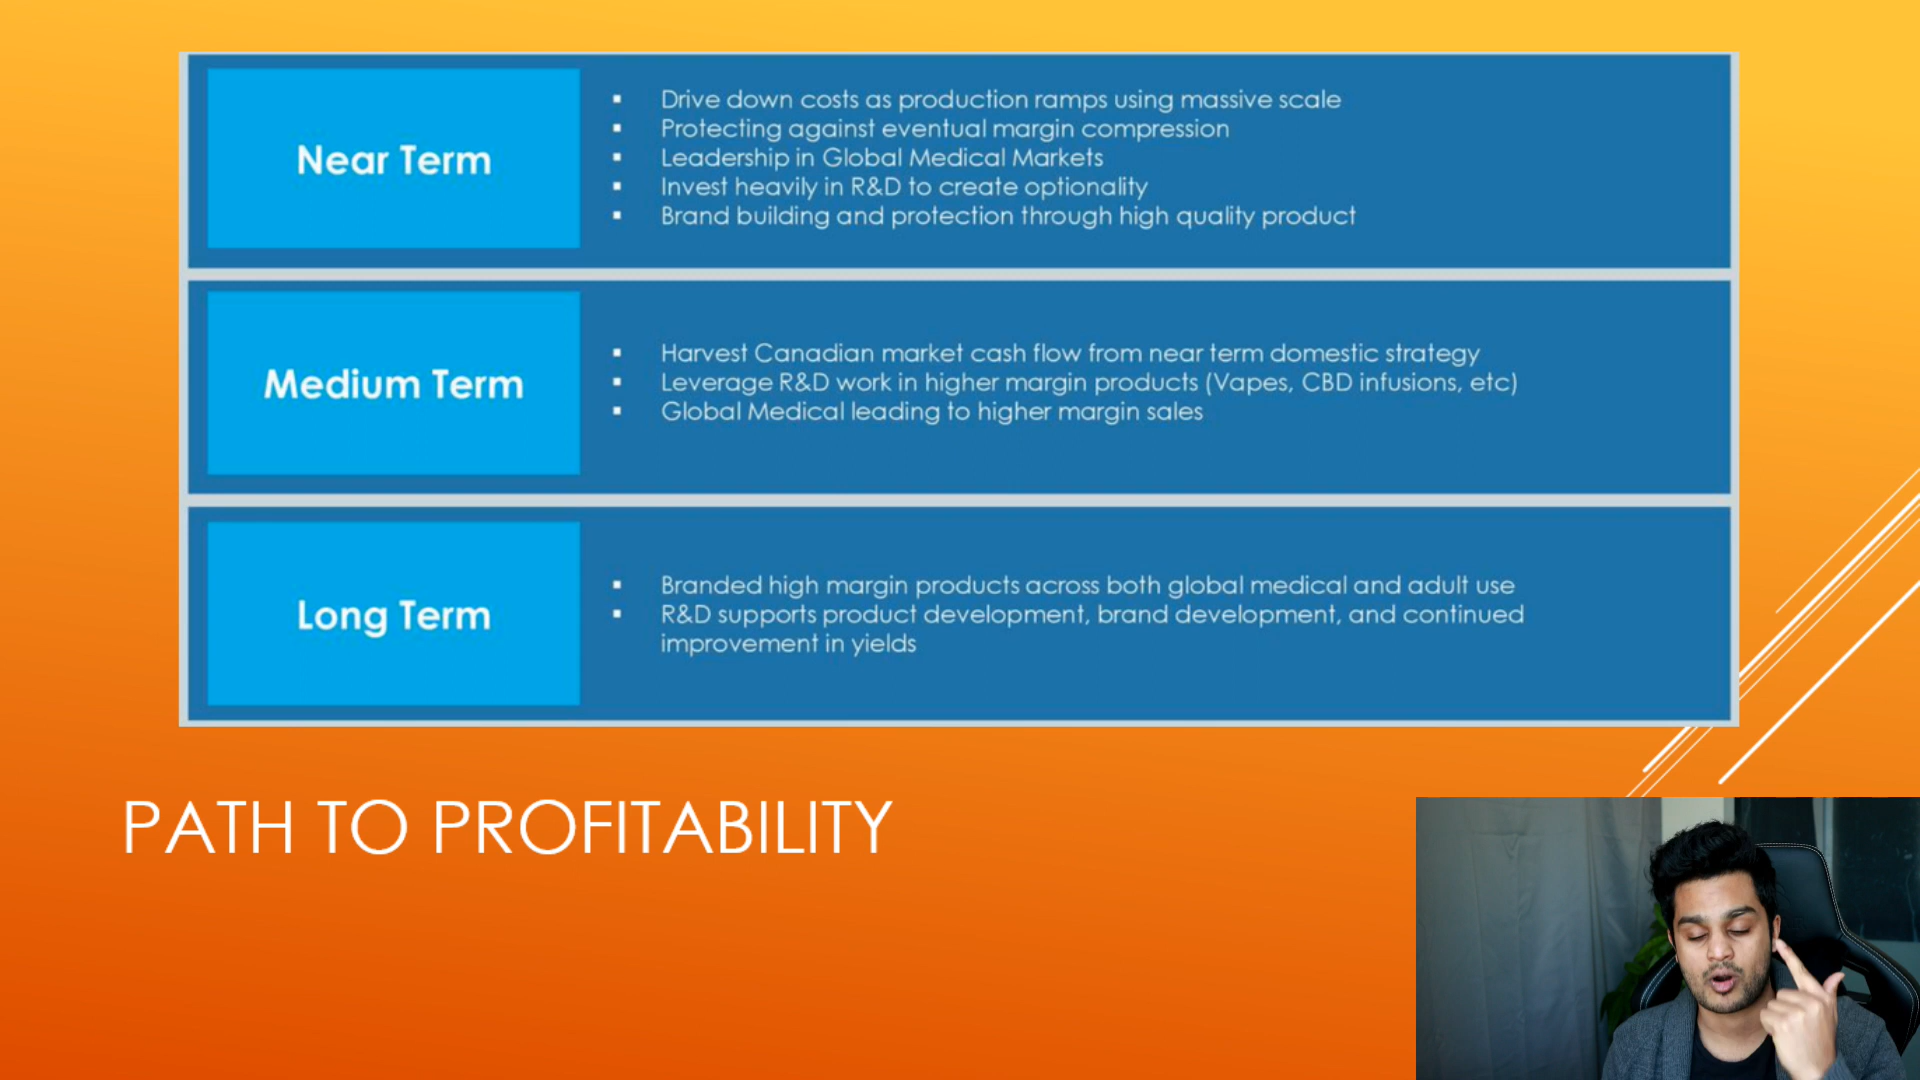 Near Term
Drive down costs as production ramps using massive scale
Protecting against eventual margin compression
Leadership in Global Medical Markets
Invest heavily in R&D to create optionality
Brand building and protection through high quality product
Medium Term
Harvest Canadian market cash flow from near term domestic strategy
Leverage R&D work in higher margin products (Vapes, CBD infusions, etc)
Global Medical leading to higher margin sales
Long Term
Branded high margin products across both global medical and adult use
R&D supports product development, brand development, and continued
improvement in yields
PATH TO PROFITABILITY